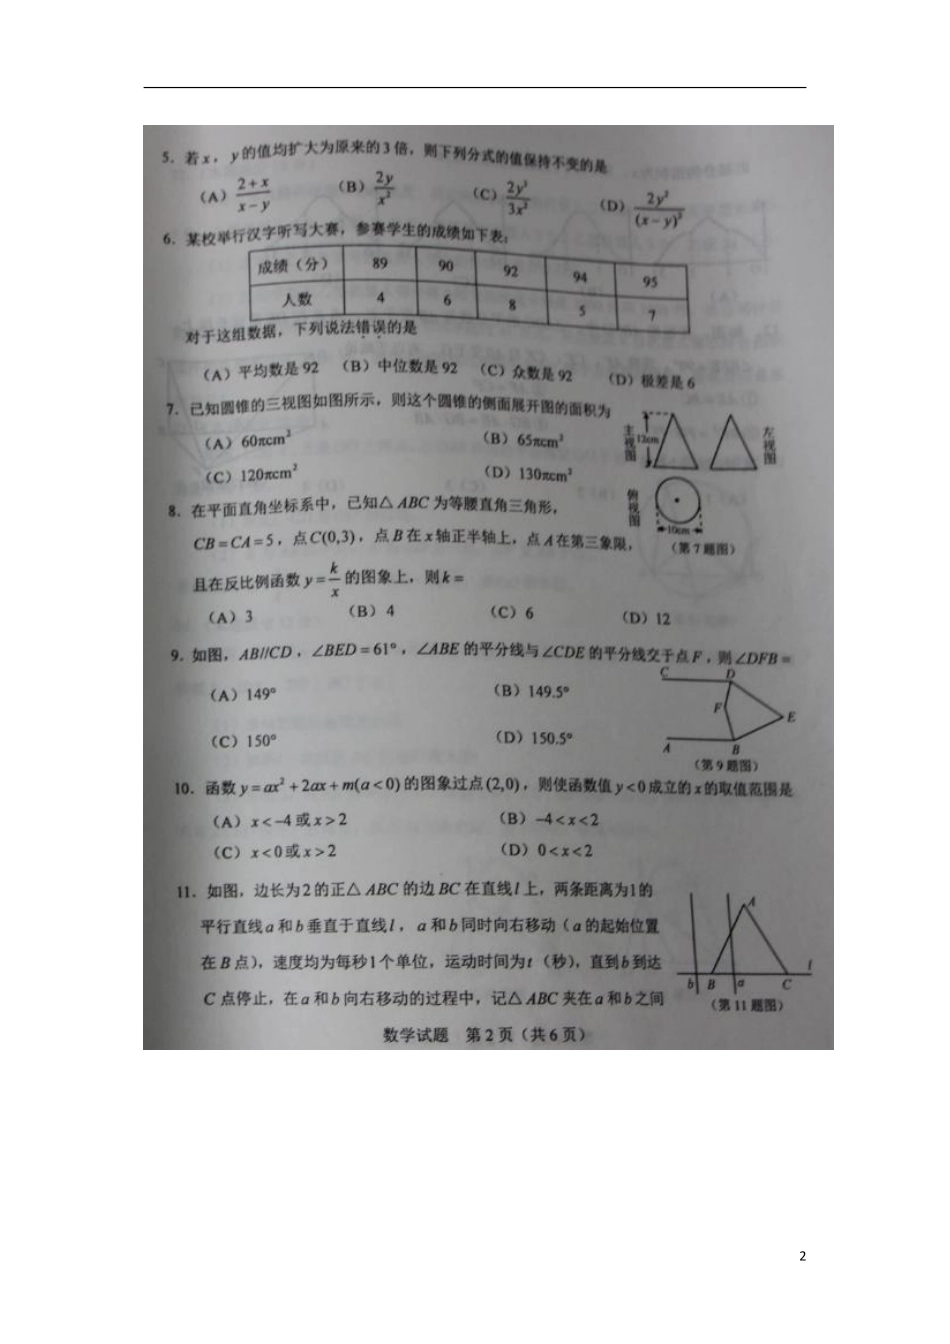 5．若x，y的值均扩大为原来的3倍，则下列分式的值保持不变的是
（A）(2+x)/(x−y) （B）2y/x² （C）2y³/3x² （D）2y²/(x−y)²
6．某校举行汉字听写大赛，参赛学生的成绩如下表：
成绩（分） 89 90 92 94 95
人数 4 6 8 5 7
对于这组数据，下列说法错误的是
（A）平均数是92 （B）中位数是92 （C）众数是92 （D）极差是6
7．已知圆锥的三视图如图所示，则这个圆锥的侧面展开图的面积为
（A）60πcm² （B）65πcm²
（C）120πcm² （D）130πcm²
主视图 12cm 左视图
俯视图 10cm
（第7题图）
8．在平面直角坐标系中，已知△ABC为等腰直角三角形，
CB=CA=5，点C(0,3)，点B在x轴正半轴上，点A在第三象限，
且在反比例函数y=k/x的图象上，则k=
（A）3 （B）4 （C）6 （D）12
9．如图，AB//CD，∠BED=61°，∠ABE的平分线与∠CDE的平分线交于点F，则∠DFB=
（A）149° （B）149.5°
（C）150° （D）150.5°
C D
F E
A B
（第9题图）
10．函数y=ax²+2ax+m(a<0)的图象过点(2,0)，则使函数值y<0成立的x的取值范围是
（A）x<-4或x>2 （B）-4<x<2
（C）x<0或x>2 （D）0<x<2
11．如图，边长为2的正△ABC的边BC在直线l上，两条距离为1的
平行直线a和b垂直于直线l，a和b同时向右移动（a的起始位置
在B点），速度均为每秒1个单位，运动时间为t（秒），直到b到达
C点停止，在a和b向右移动的过程中，记△ABC夹在a和b之间
A
l
b B a C
（第11题图）
数学试题 第2页（共6页）
2